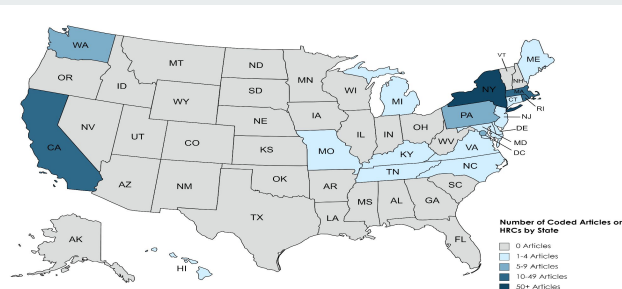 WA
OR
CA
NV
ID
MT
WY
UT
AZ
CO
NM
ND
SD
NE
KS
OK
TX
MN
IA
MO
AR
LA
WI
IL
MI
IN
OH
KY
TN
MS
AL
GA
FL
SC
NC
VA
WV
PA
NY
VT
NH
ME
MA
CT
RI
NJ
DE
MD
DC
AK
HI
Number of Coded Articles or
HRCs by State
0 Articles
1-4 Articles
5-9 Articles
10-49 Articles
50+ Articles